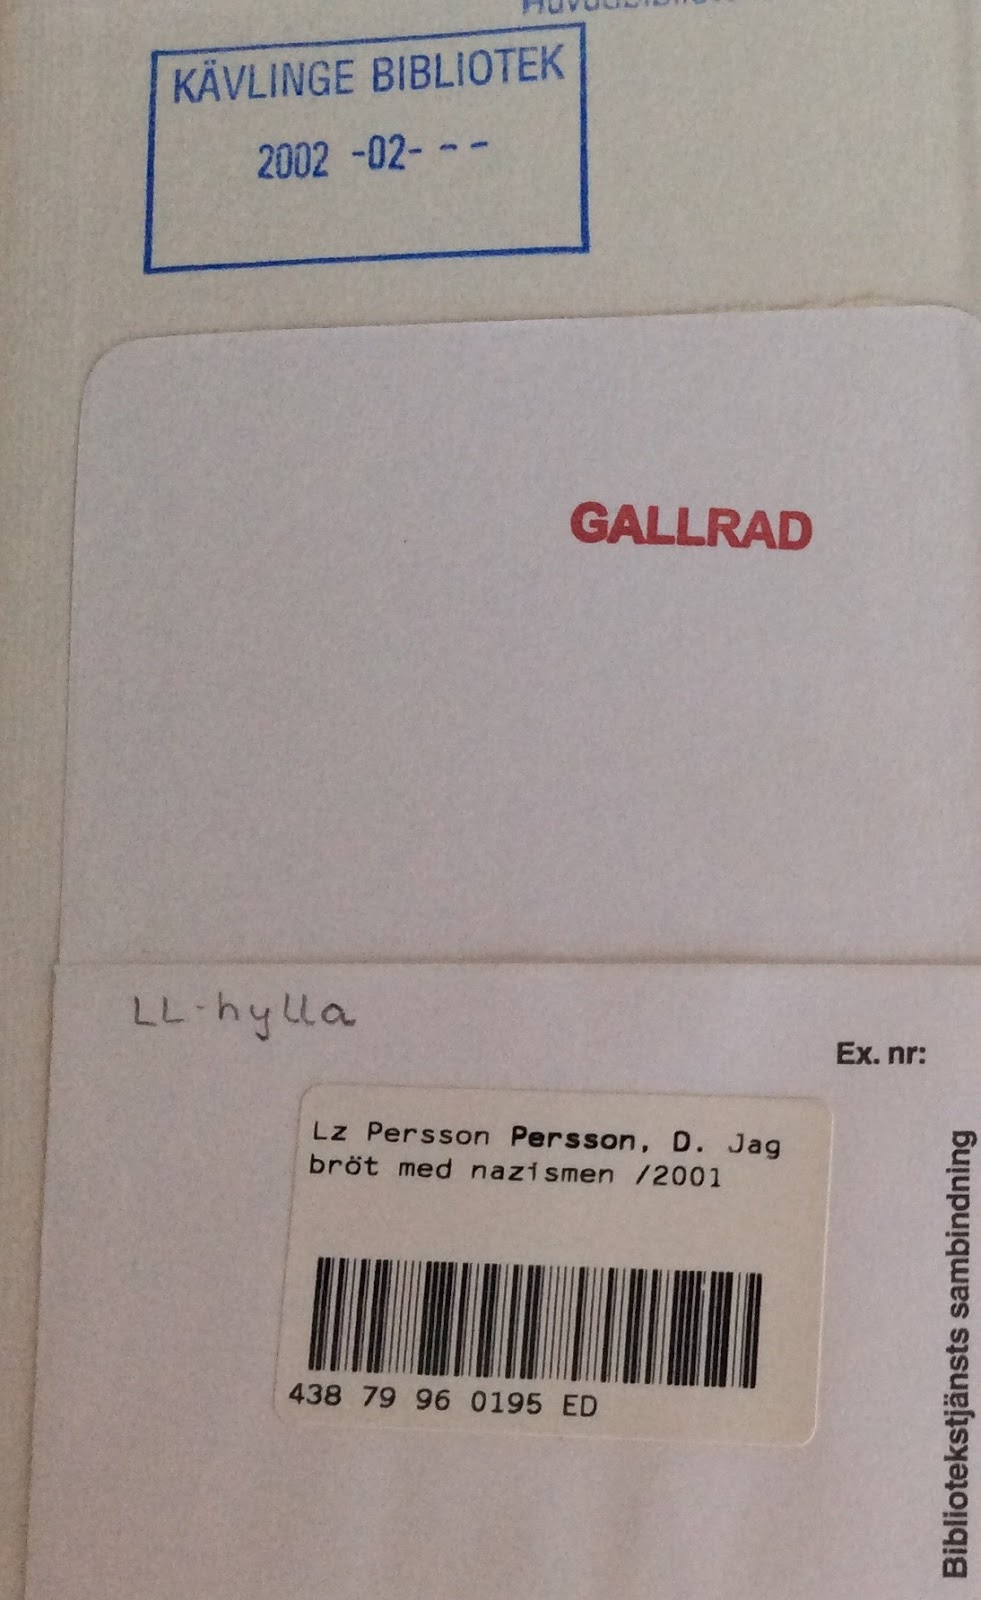 KÄVLINGE BIBLIOTEK
2002 -02- - -
GALLRAD
LL-hylla
Ex. nr:
Lz Persson Persson, D. Jag
bröt med nazismen /2001
438 79 96 0195 ED
Bibliotekstjänsts sambindning